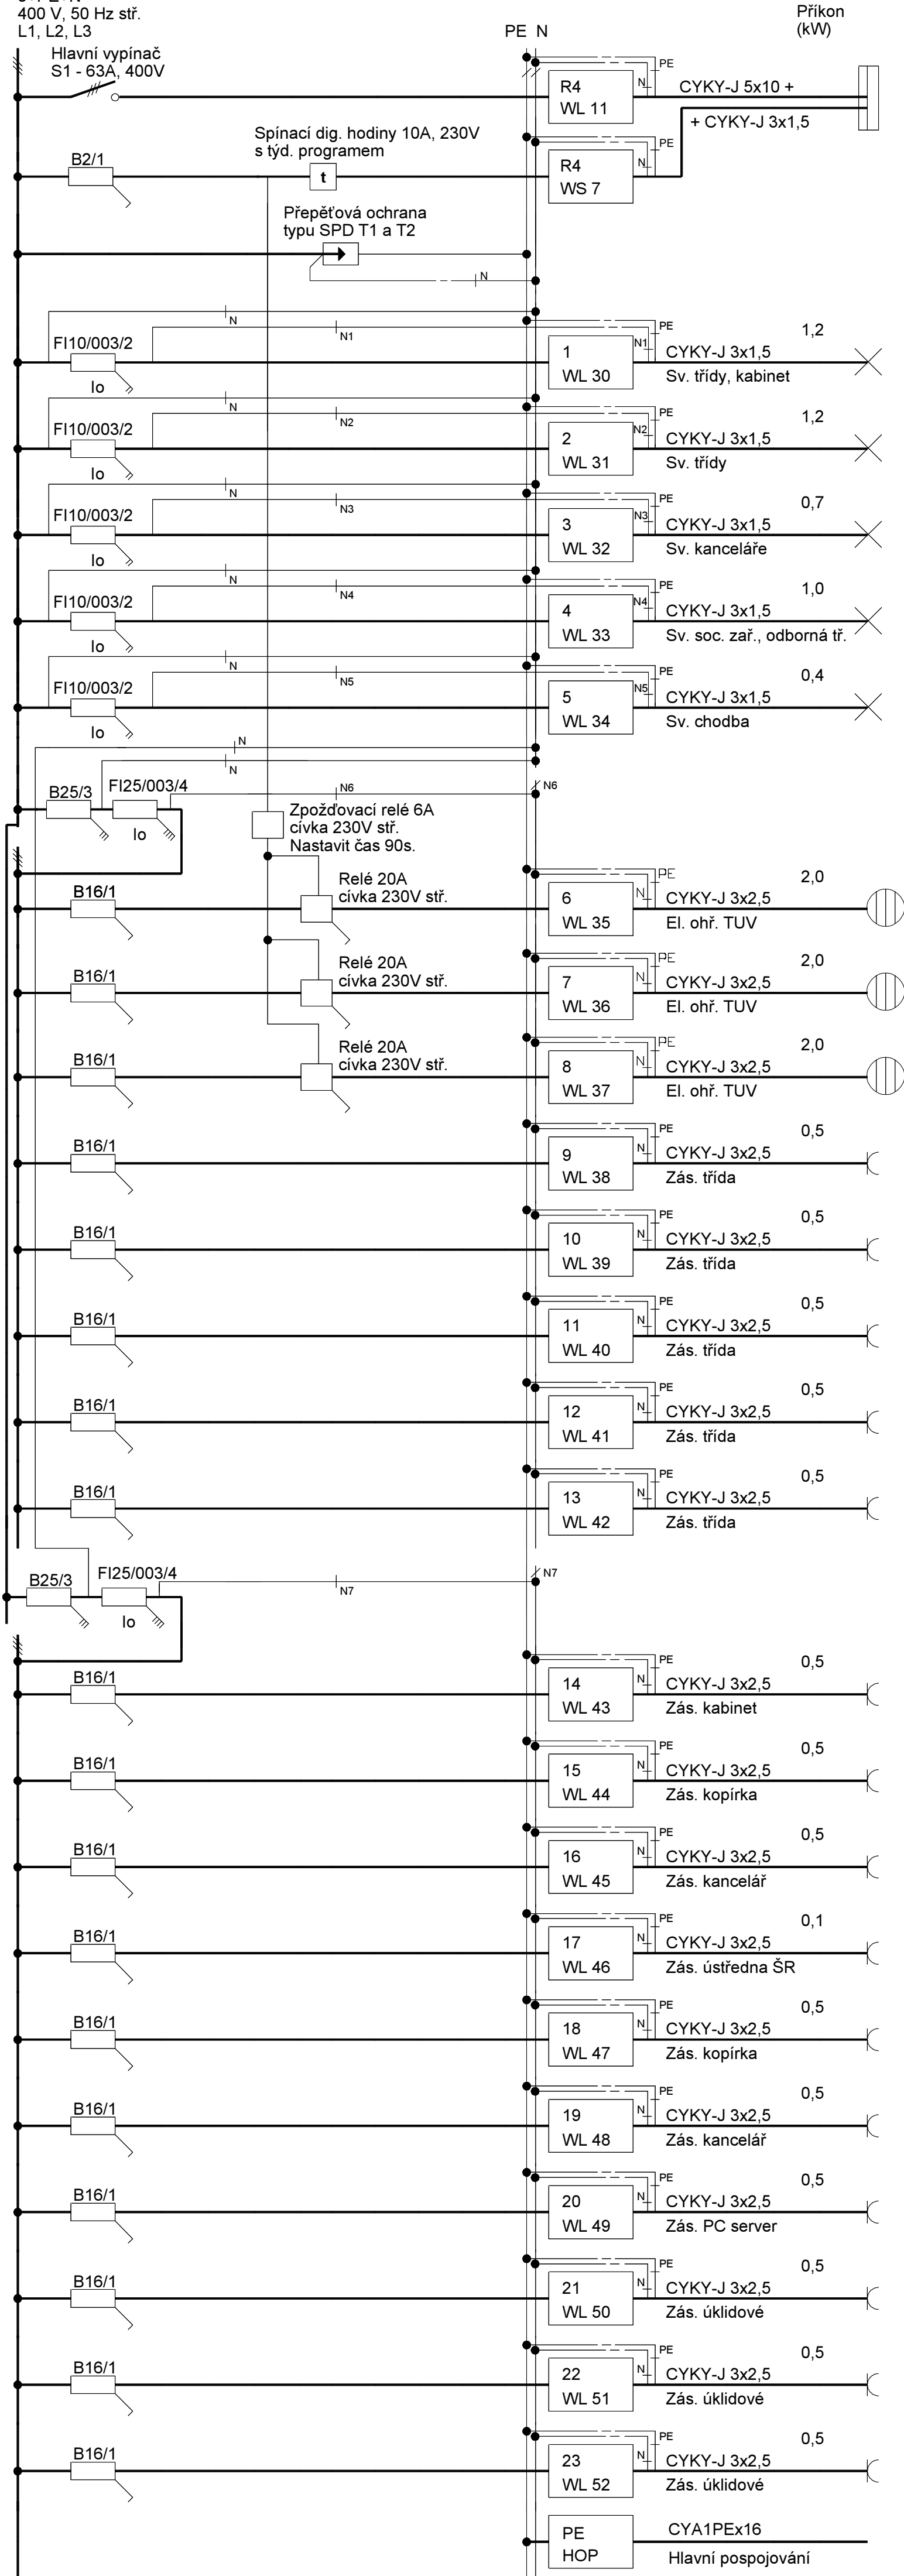 400 V, 50 Hz stř.
L1, L2, L3
PE N
Příkon
(kW)
Hlavní vypínač
S1 - 63A, 400V
PE
N
R4
WL 11
CYKY-J 5x10 +
+ CYKY-J 3x1,5
Spínací dig. hodiny 10A, 230V
s týd. programem
B2/1
t
PE
N
R4
WS 7
Přepěťová ochrana
typu SPD T1 a T2
N
N
N1
PE
1,2
FI10/003/2
Io
N1
1
WL 30
CYKY-J 3x1,5
Sv. třídy, kabinet
N
N2
PE
1,2
FI10/003/2
Io
N2
2
WL 31
CYKY-J 3x1,5
Sv. třídy
N
N3
PE
0,7
FI10/003/2
Io
N3
3
WL 32
CYKY-J 3x1,5
Sv. kanceláře
N
N4
PE
1,0
FI10/003/2
Io
N4
4
WL 33
CYKY-J 3x1,5
Sv. soc. zař., odborná tř.
N
N5
PE
0,4
FI10/003/2
Io
N5
5
WL 34
CYKY-J 3x1,5
Sv. chodba
N
N
N6
N6
B25/3
FI25/003/4
Io
Zpožďovací relé 6A
cívka 230V stř.
Nastavit čas 90s.
B16/1
Relé 20A
cívka 230V stř.
PE
N
6
WL 35
2,0
CYKY-J 3x2,5
El. ohř. TUV
B16/1
Relé 20A
cívka 230V stř.
PE
N
7
WL 36
2,0
CYKY-J 3x2,5
El. ohř. TUV
B16/1
Relé 20A
cívka 230V stř.
PE
N
8
WL 37
2,0
CYKY-J 3x2,5
El. ohř. TUV
B16/1
PE
N
9
WL 38
0,5
CYKY-J 3x2,5
Zás. třída
B16/1
PE
N
10
WL 39
0,5
CYKY-J 3x2,5
Zás. třída
B16/1
PE
N
11
WL 40
0,5
CYKY-J 3x2,5
Zás. třída
B16/1
PE
N
12
WL 41
0,5
CYKY-J 3x2,5
Zás. třída
B16/1
PE
N
13
WL 42
0,5
CYKY-J 3x2,5
Zás. třída
B25/3
FI25/003/4
Io
N7
N7
B16/1
PE
N
14
WL 43
0,5
CYKY-J 3x2,5
Zás. kabinet
B16/1
PE
N
15
WL 44
0,5
CYKY-J 3x2,5
Zás. kopírka
B16/1
PE
N
16
WL 45
0,5
CYKY-J 3x2,5
Zás. kancelář
B16/1
PE
N
17
WL 46
0,1
CYKY-J 3x2,5
Zás. ústředna ŠR
B16/1
PE
N
18
WL 47
0,5
CYKY-J 3x2,5
Zás. kopírka
B16/1
PE
N
19
WL 48
0,5
CYKY-J 3x2,5
Zás. kancelář
B16/1
PE
N
20
WL 49
0,5
CYKY-J 3x2,5
Zás. PC server
B16/1
PE
N
21
WL 50
0,5
CYKY-J 3x2,5
Zás. úklidové
B16/1
PE
N
22
WL 51
0,5
CYKY-J 3x2,5
Zás. úklidové
B16/1
PE
N
23
WL 52
0,5
CYKY-J 3x2,5
Zás. úklidové
PE
HOP
CYA1PEx16
Hlavní pospojování